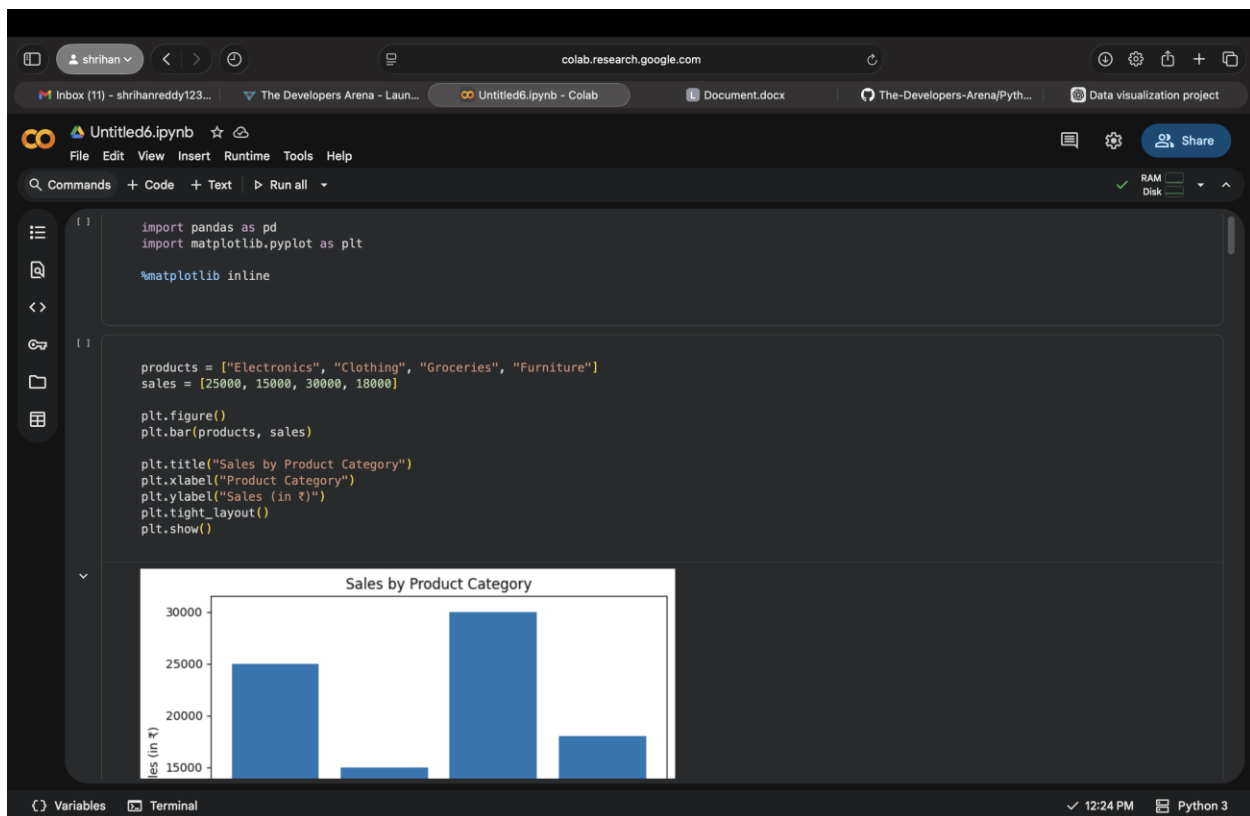 shrihan
colab.research.google.com
Inbox (11) - shrihanreddy123...
The Developers Arena - Laun...
Untitled6.ipynb - Colab
L Document.docx
The-Developers-Arena/Pyth...
Data visualization project
Untitled6.ipynb
File Edit View Insert Runtime Tools Help
Share
Commands + Code + Text Run all
RAM
Disk
[ ]
import pandas as pd
import matplotlib.pyplot as plt
%matplotlib inline
[ ]
products = ["Electronics", "Clothing", "Groceries", "Furniture"]
sales = [25000, 15000, 30000, 18000]
plt.figure()
plt.bar(products, sales)
plt.title("Sales by Product Category")
plt.xlabel("Product Category")
plt.ylabel("Sales (in ₹)")
plt.tight_layout()
plt.show()
Sales by Product Category
30000
25000
20000
15000
(in ₹)
Variables Terminal
12:24 PM Python 3